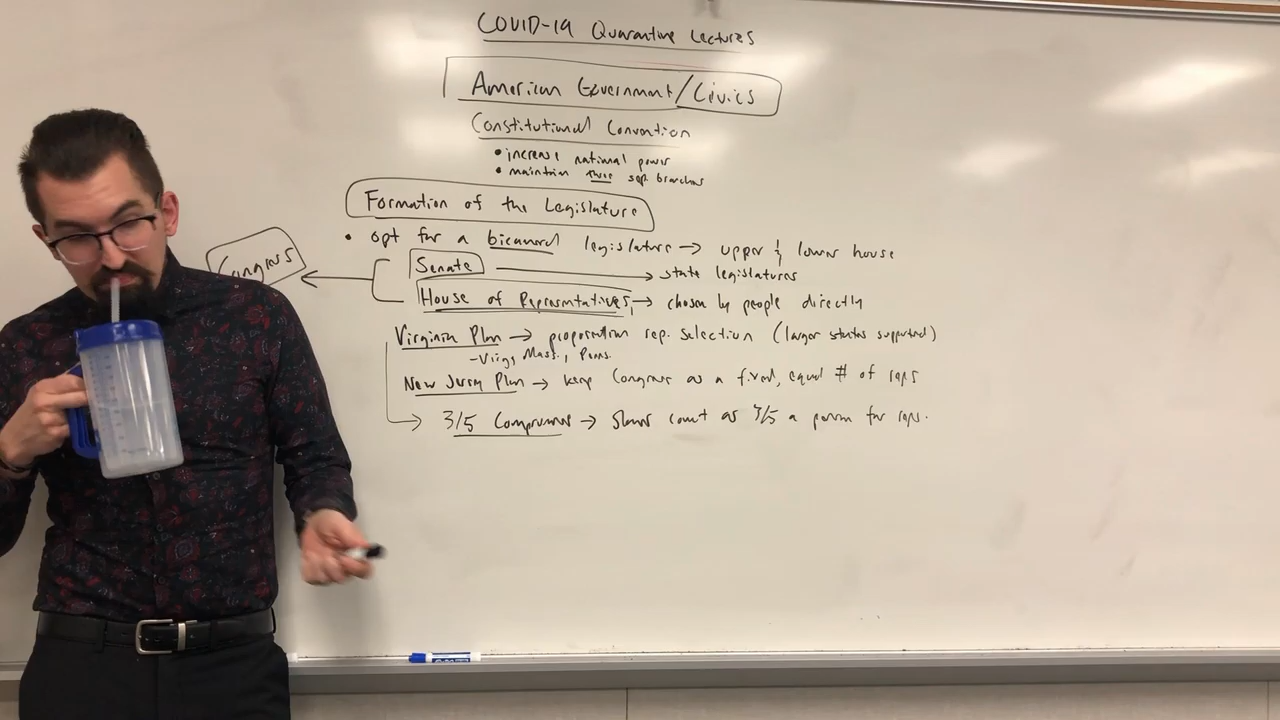 COVID-19 Quarantine Lectures
American Government/Civics
Constitutional Convention
• increase national power
• maintain three sep. branches
Formation of the Legislature
• opt for a bicameral legislature → upper & lower house
Congress
Senate → state legislatures
House of Representatives → chosen by people directly
Virginia Plan → proportion rep. selection (larger states supported)
- Virg, Mass., Penns.
New Jersey Plan → keep Congress as a fixed, equal # of reps
3/5 Compromise → Slaves count as 3/5 a person for reps.